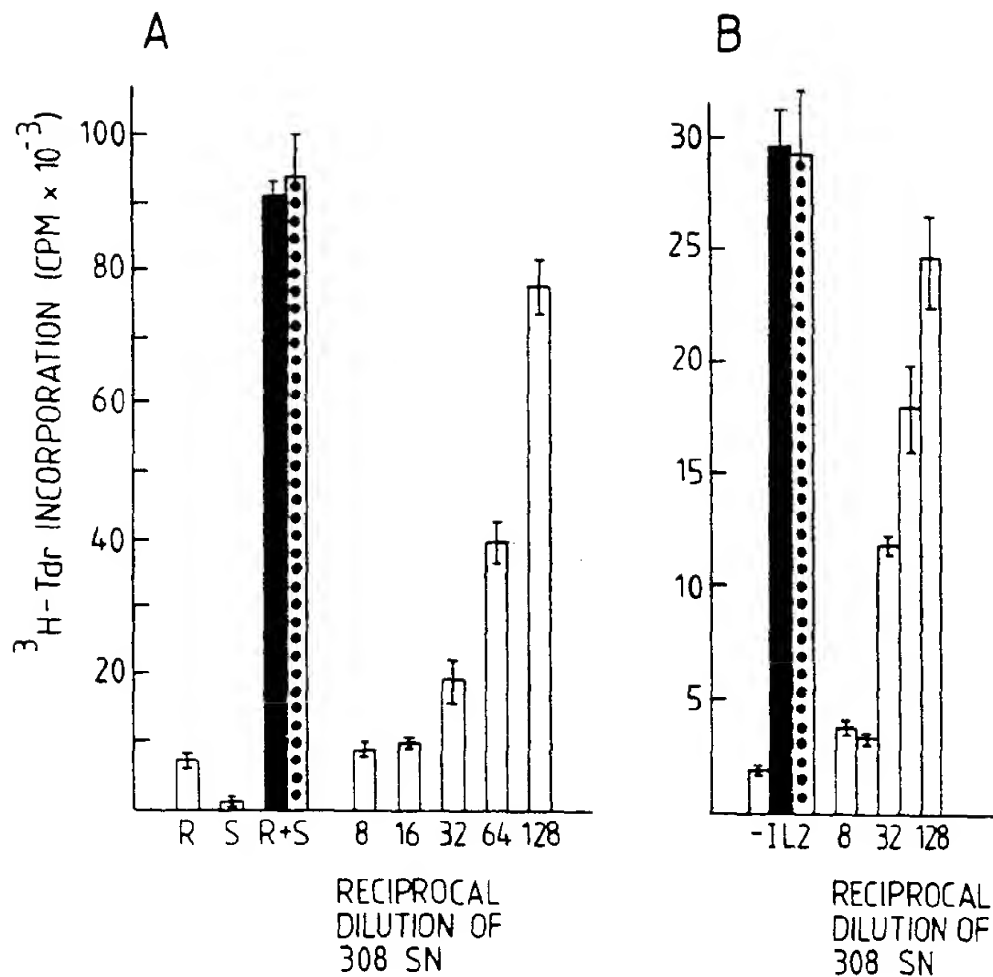 A
³H-Tdr INCORPORATION (CPM × 10⁻³)
100
80
60
40
20
R S R+S 8 16 32 64 128
RECIPROCAL
DILUTION OF
308 SN
B
30
25
20
15
10
5
-IL2 8 32 128
RECIPROCAL
DILUTION OF
308 SN